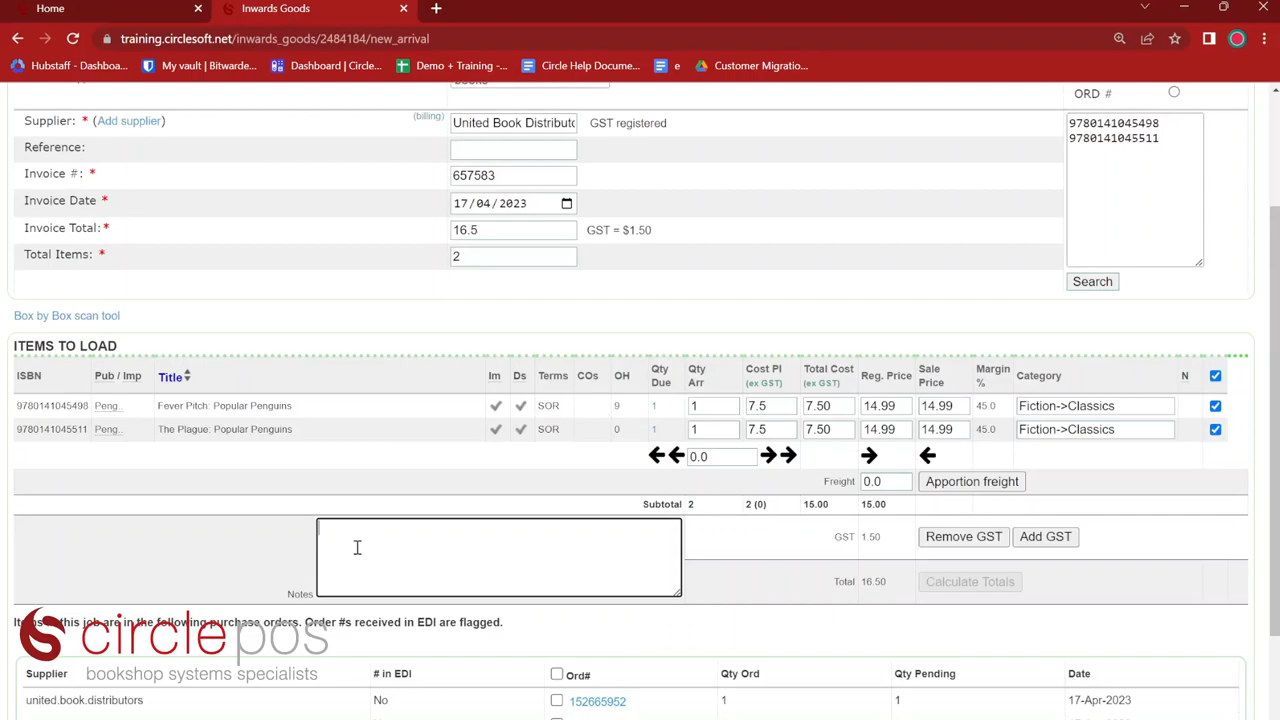 Home
Inwards Goods
training.circlesoft.net/inwards_goods/2484184/new_arrival
Hubstaff - Dashboa...
My vault | Bitwarde...
Dashboard | Circle...
Demo + Training -...
Circle Help Docume...
e
Customer Migratio...
ORD #
Supplier: * (Add supplier)
(billing)
United Book Distributo
GST registered
9780141045498
9780141045511
Reference:
Invoice #: *
657583
Invoice Date *
17/04/2023
Invoice Total:*
16.5
GST = $1.50
Total Items: *
2
Search
Box by Box scan tool
ITEMS TO LOAD
ISBN Pub / Imp Title Im Ds Terms COs OH Qty Due Qty Arr Cost PI (ex GST) Total Cost (ex GST) Reg. Price Sale Price Margin % Category N
9780141045498 Peng.. Fever Pitch: Popular Penguins SOR 9 1 1 7.5 7.50 14.99 14.99 45.0 Fiction->Classics
9780141045511 Peng.. The Plague: Popular Penguins SOR 0 1 1 7.5 7.50 14.99 14.99 45.0 Fiction->Classics
0.0
Freight 0.0 Apportion freight
Subtotal 2 2 (0) 15.00 15.00
GST 1.50 Remove GST Add GST
Total 16.50 Calculate Totals
Notes
Items in this job are in the following purchase orders. Order #s received in EDI are flagged.
circlepos
bookshop systems specialists
Supplier # in EDI Ord# Qty Ord Qty Pending Date
united.book.distributors No 152665952 1 1 17-Apr-2023